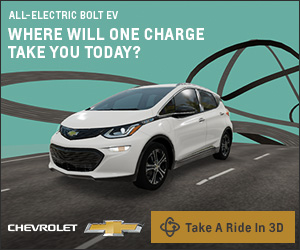 ALL-ELECTRIC BOLT EV
WHERE WILL ONE CHARGE
TAKE YOU TODAY?
CHEVROLET
Take A Ride In 3D